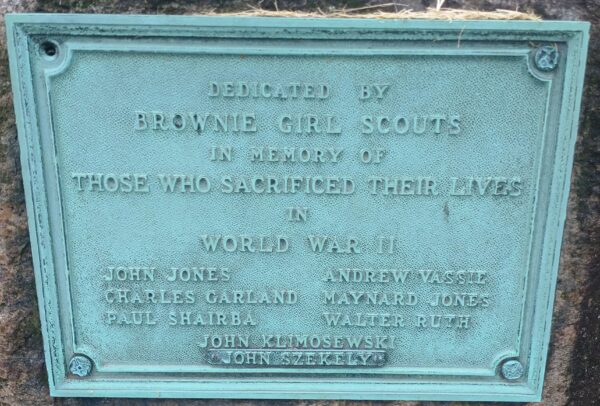 DEDICATED BY
BROWNIE GIRL SCOUTS
IN MEMORY OF
THOSE WHO SACRIFICED THEIR LIVES
IN
WORLD WAR II
JOHN JONES ANDREW VASSIE
CHARLES GARLAND MAYNARD JONES
PAUL SHAIRBA WALTER RUTH
JOHN KLIMOSEWSKI
JOHN SZEKELY